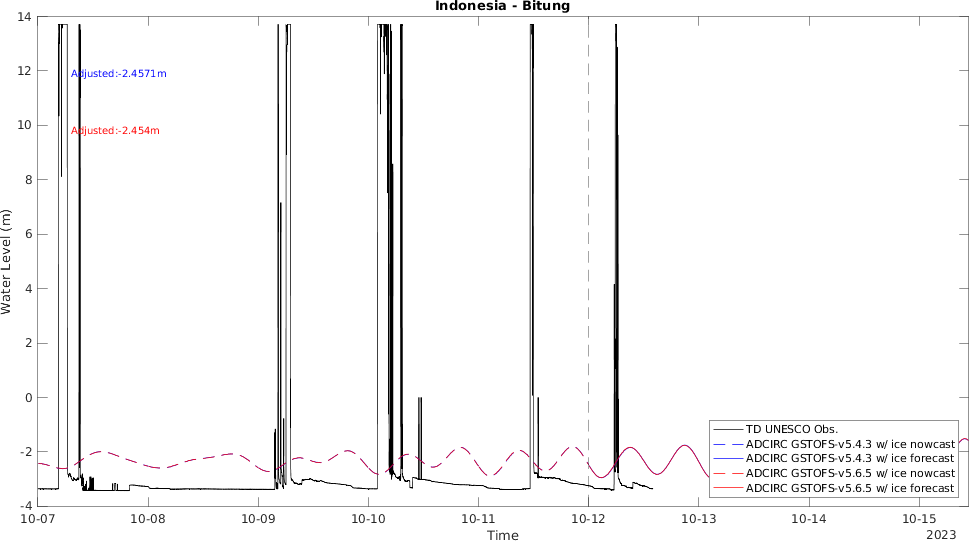 Indonesia - Bitung
Water Level (m)
14
12
10
8
6
4
2
0
-2
-4
Adjusted:-2.4571m
Adjusted:-2.454m
TD UNESCO Obs.
ADCIRC GSTOFS-v5.4.3 w/ ice nowcast
ADCIRC GSTOFS-v5.4.3 w/ ice forecast
ADCIRC GSTOFS-v5.6.5 w/ ice nowcast
ADCIRC GSTOFS-v5.6.5 w/ ice forecast
10-07 10-08 10-09 10-10 10-11 10-12 10-13 10-14 10-15
Time
2023